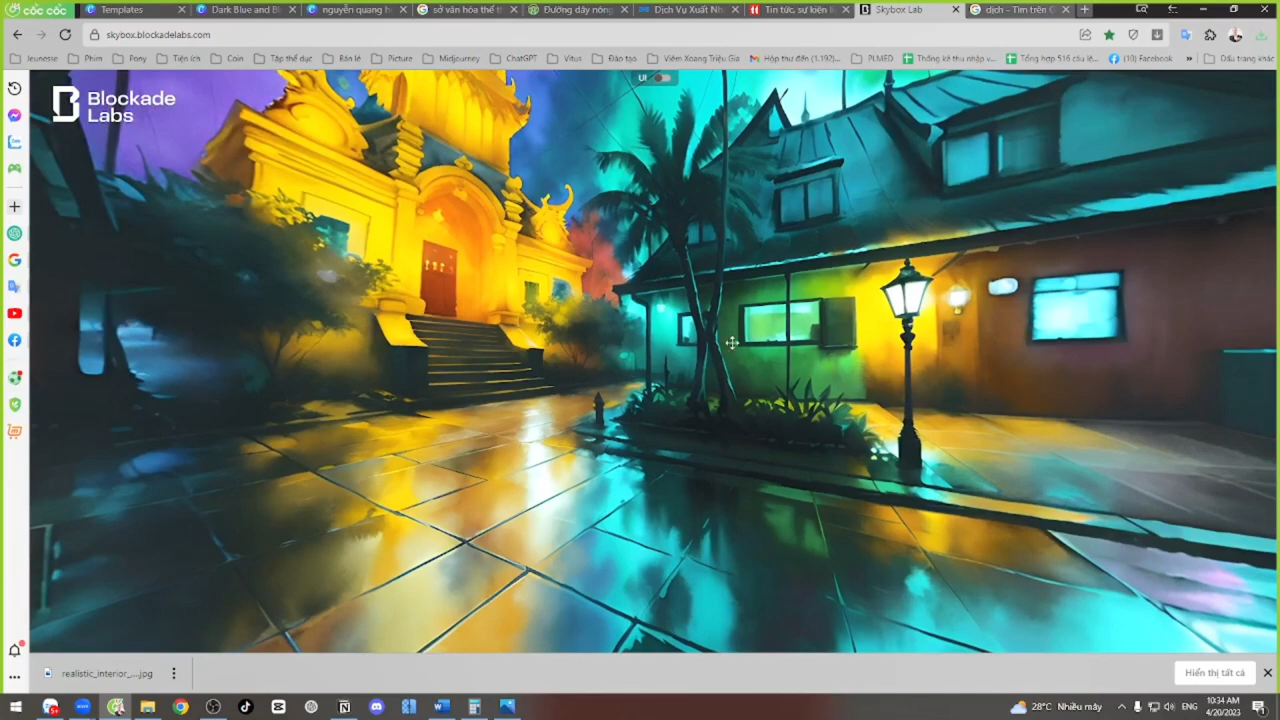 CỐC CỐC
Templates
Dark Blue and Bl
nguyễn quang h
sở văn hóa thể t
Đường dây nóng
Dịch Vụ Xuất Nh
Tin tức, sự kiện li
Skybox Lab
dịch - Tìm trên G
skybox.blockadelabs.com
Jeunesse
Phim
Pony
Tiện ích
Coin
Tập thể dục
Bán lẻ
Picture
Midjourney
ChatGPT
Vitus
Đào tạo
Viêm Xoang Triệu Gia
Hộp thư đến (1.192)...
PLMED
Thống kê thu nhập v...
Tổng hợp 516 câu lê...
(10) Facebook
Dấu trang khác
UI
Blockade
Labs
realistic_interior_....jpg
Hiển thị tất cả
28°C Nhiều mây
ENG
10:34 AM
4/20/2023